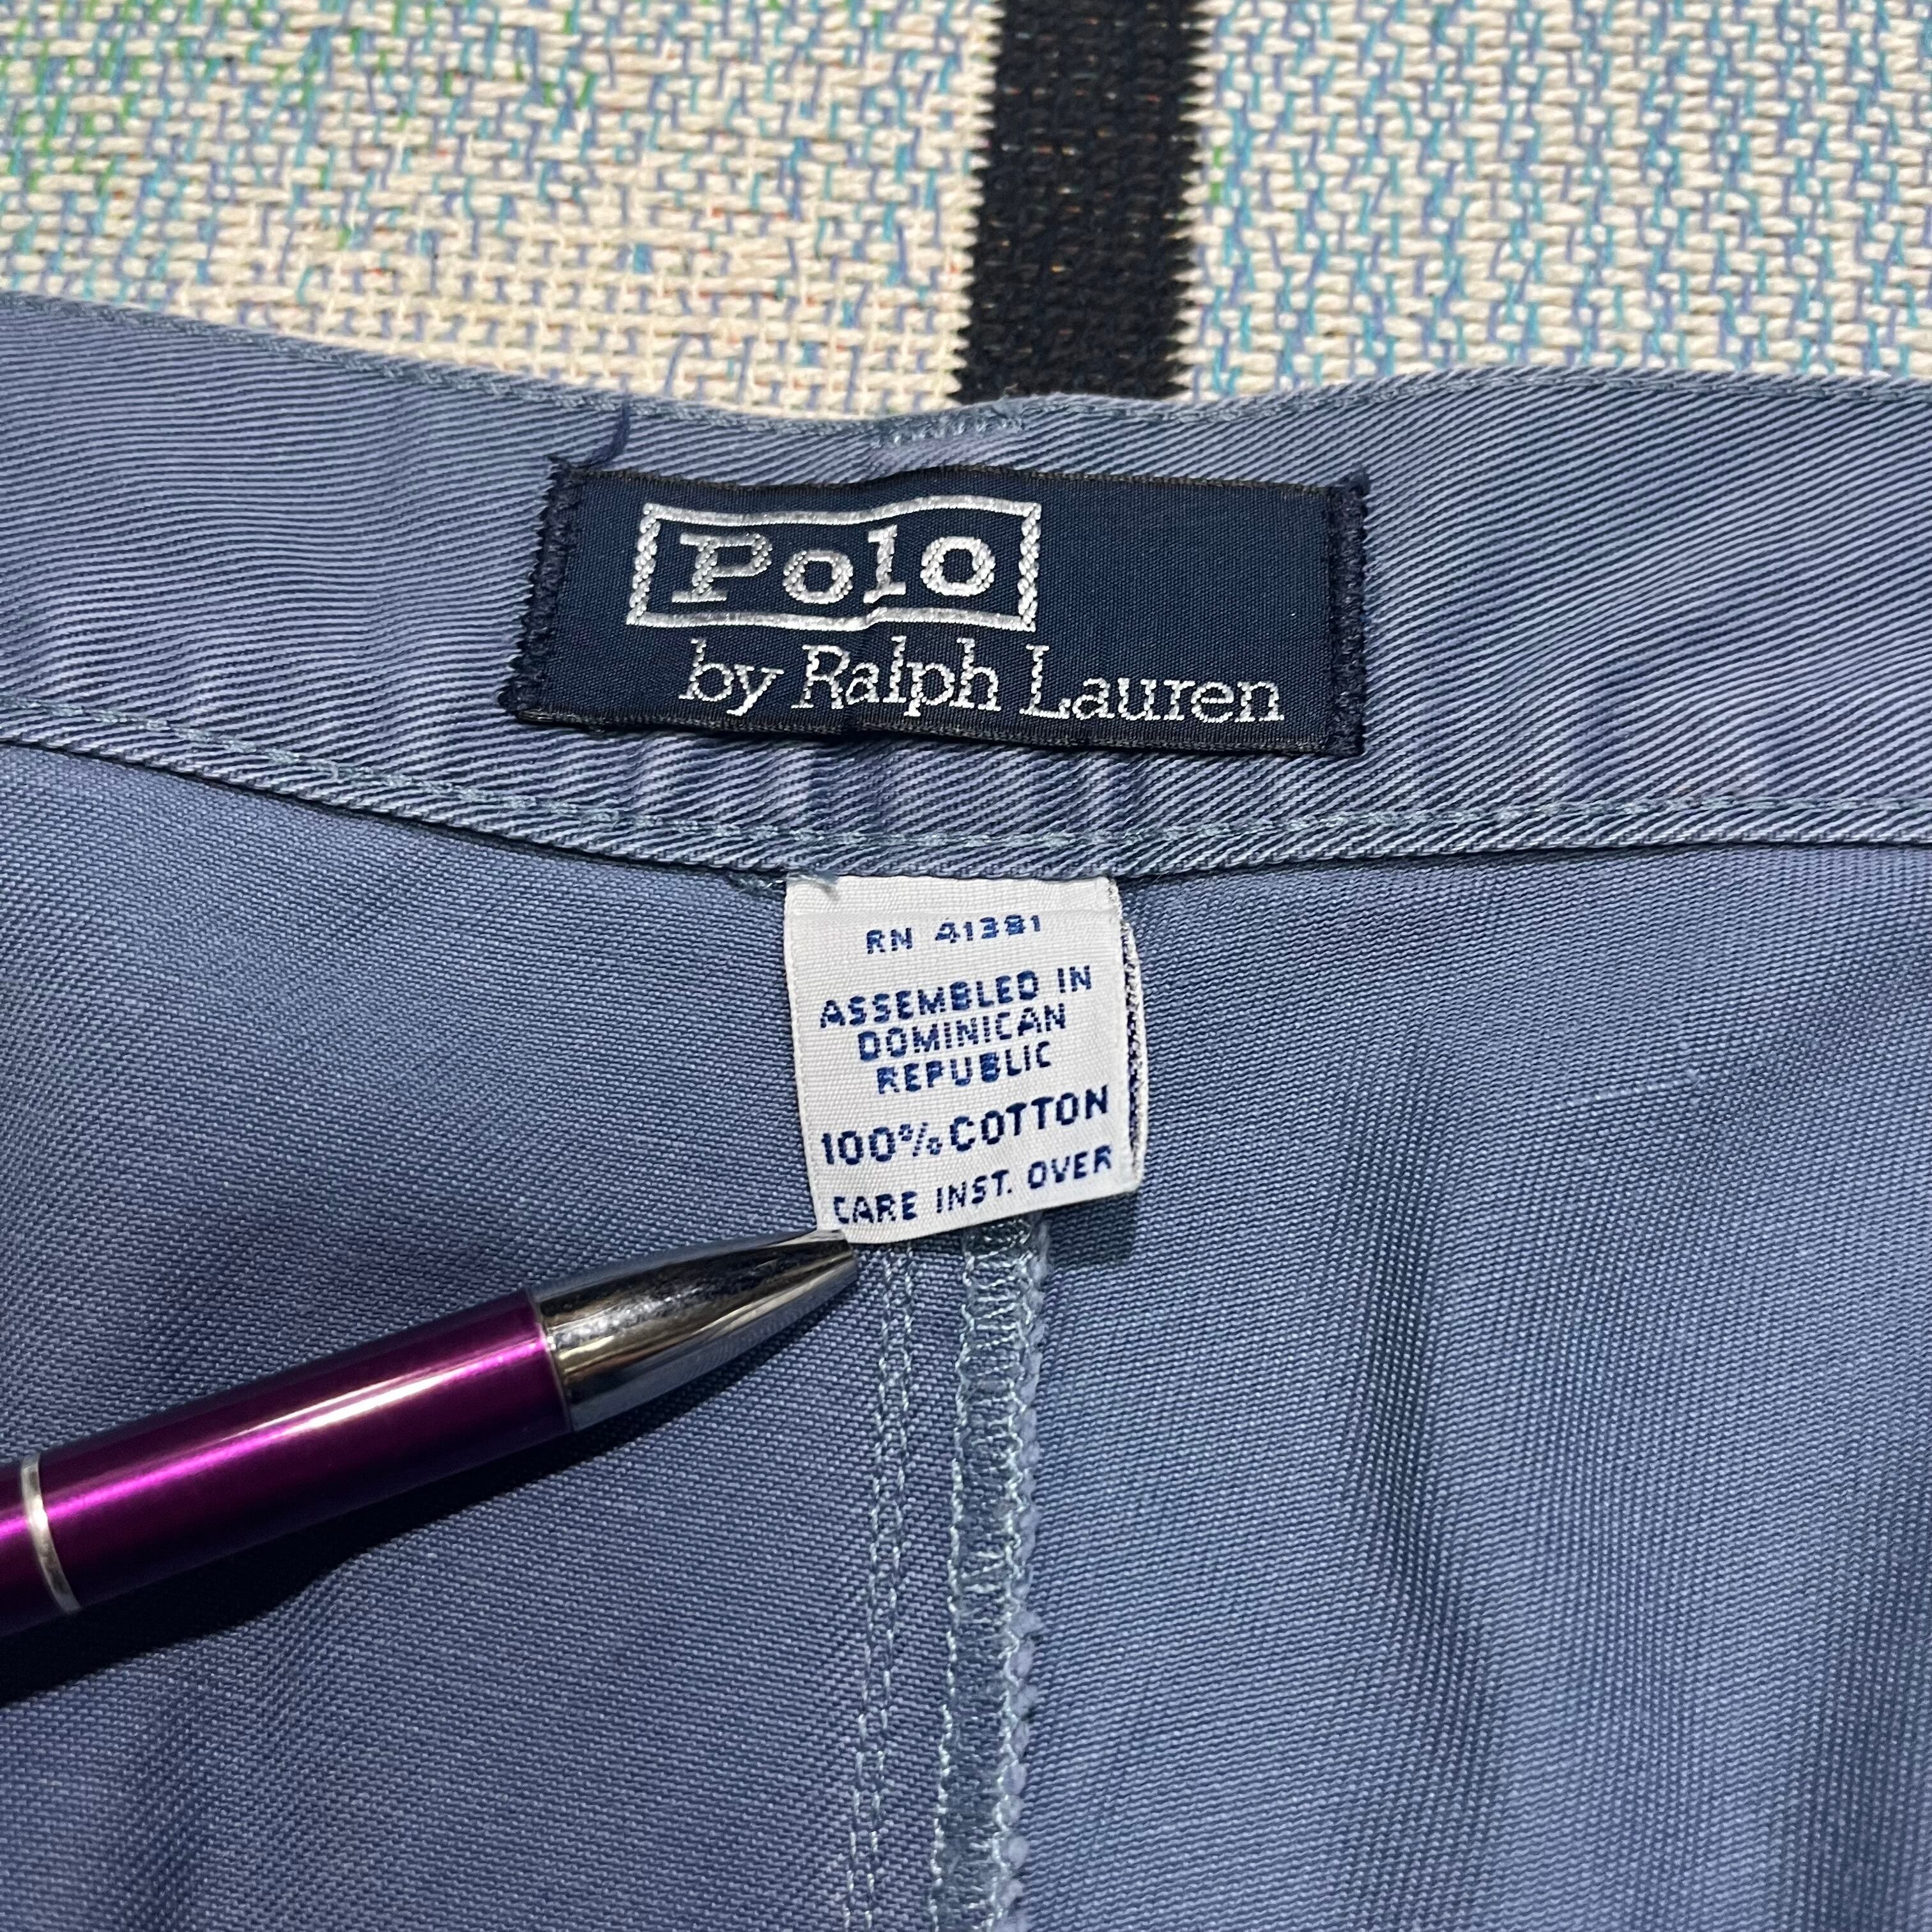 Polo
by Ralph Lauren
RN 41381
ASSEMBLED IN
DOMINICAN
REPUBLIC
100% COTTON
CARE INST. OVER